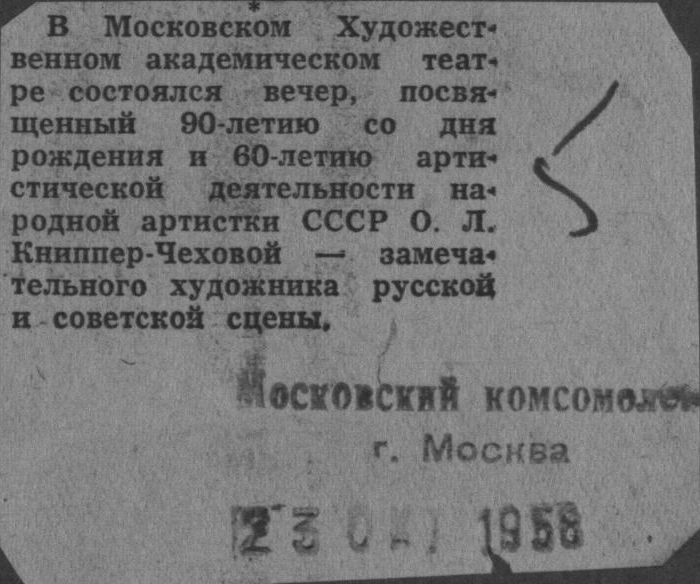 *
В Московском Художест-
венном академическом теат-
ре состоялся вечер, посвя-
щенный 90-летию со дня
рождения и 60-летию арти-
стической деятельности на-
родной артистки СССР О. Л.
Книппер-Чеховой — замеча-
тельного художника русской
и советской сцены.
Московский комсомолец
г. Москва
23 ОКТ 1958